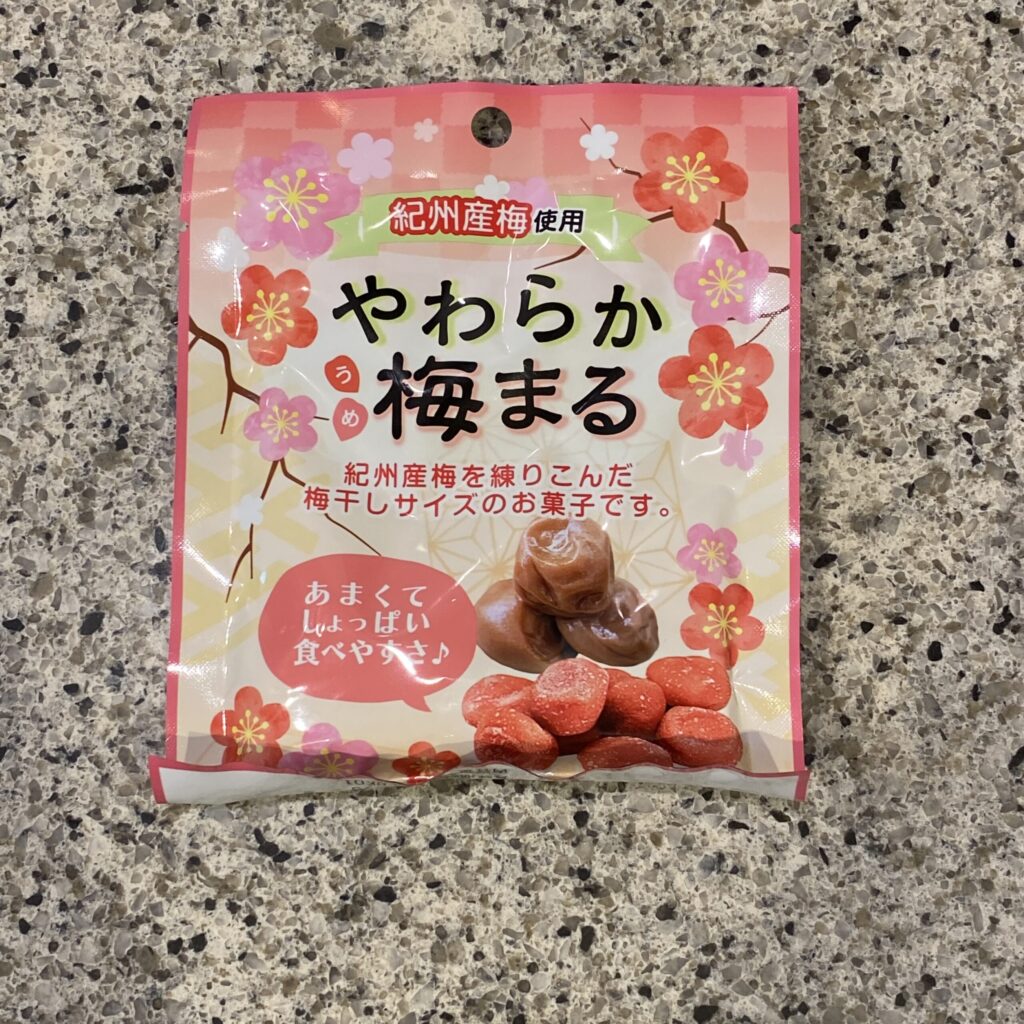 紀州産梅使用
やわらか
うめ
梅まる
紀州産梅を練りこんだ
梅干しサイズのお菓子です。
あまくて
しょっぱい
食べやすさ♪